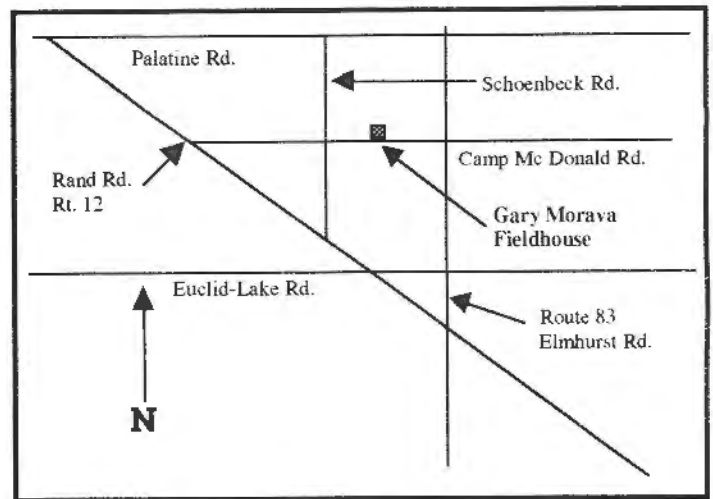 Palatine Rd.
Schoenbeck Rd.
Camp Mc Donald Rd.
Rand Rd.
Rt. 12
Gary Morava
Fieldhouse
Euclid-Lake Rd.
Route 83
Elmhurst Rd.
N